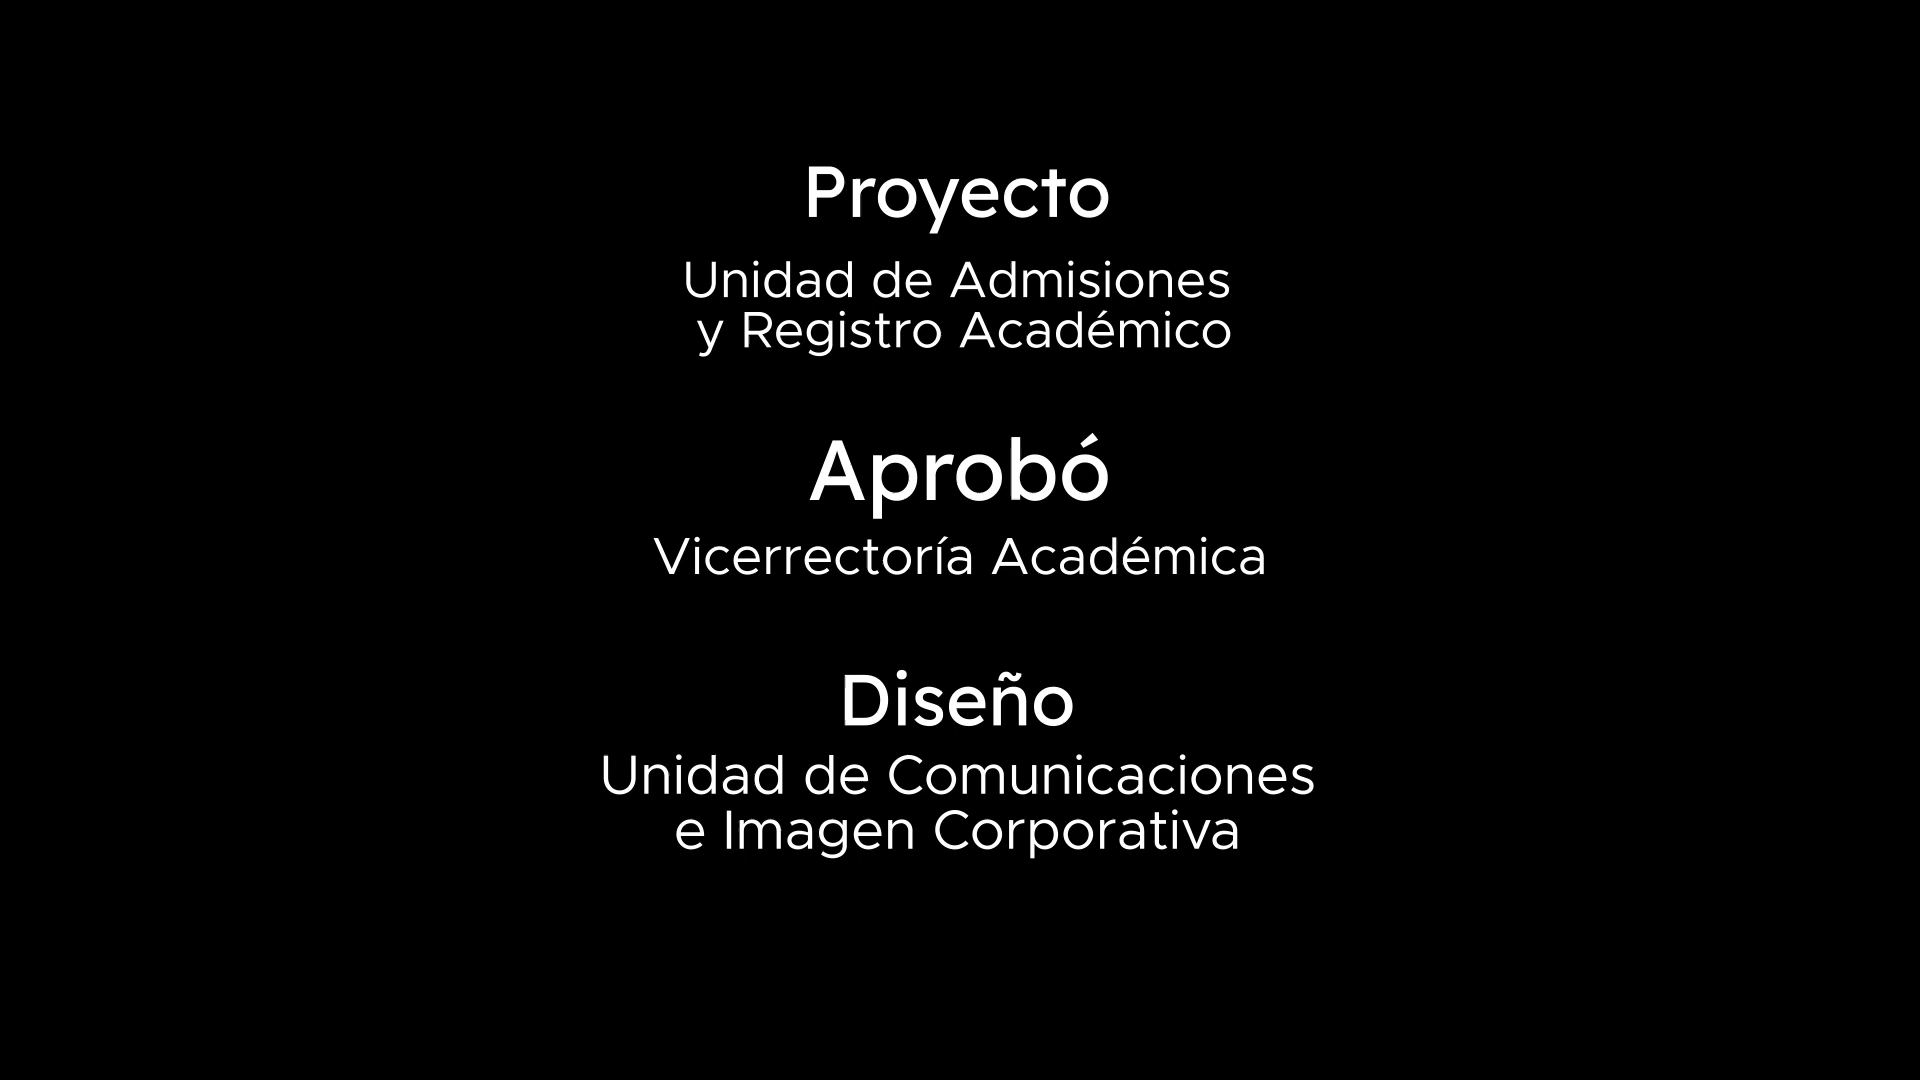 Proyecto
Unidad de Admisiones
y Registro Académico
Aprobó
Vicerrectoría Académica
Diseño
Unidad de Comunicaciones
e Imagen Corporativa